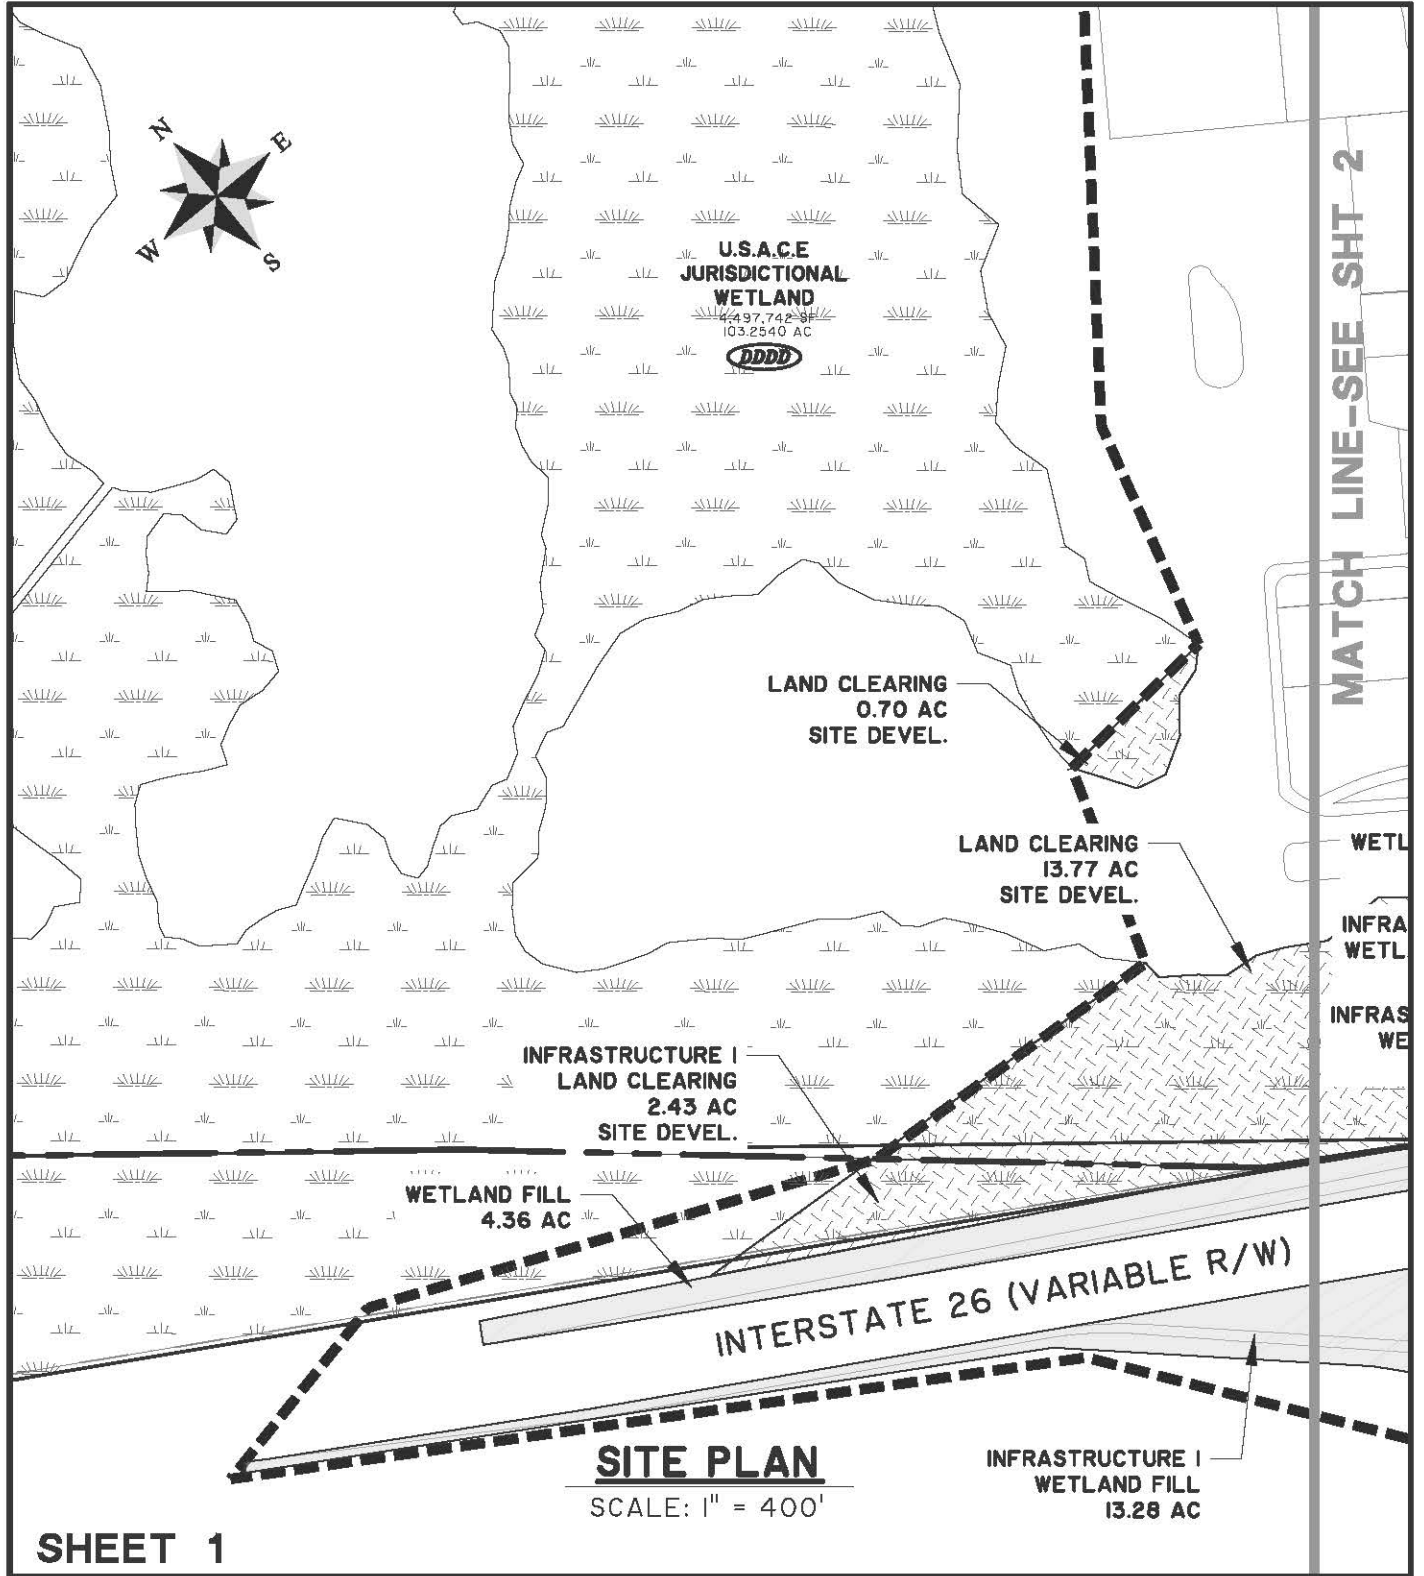 N
E
W
S
U.S.A.C.E
JURISDICTIONAL
WETLAND
4,497,742 SF
103.2540 AC
DDDD
MATCH LINE-SEE SHT 2
LAND CLEARING
0.70 AC
SITE DEVEL.
LAND CLEARING
13.77 AC
SITE DEVEL.
WETL
INFRA
WETL
INFRAS
WE
INFRASTRUCTURE I
LAND CLEARING
2.43 AC
SITE DEVEL.
WETLAND FILL
4.36 AC
INTERSTATE 26 (VARIABLE R/W)
INFRASTRUCTURE I
WETLAND FILL
13.28 AC
SITE PLAN
SCALE: 1" = 400'
SHEET 1